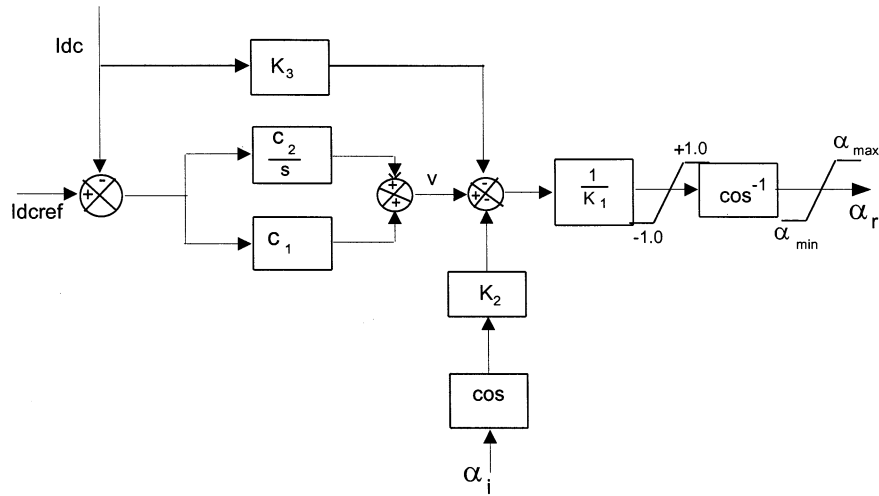 Idc
K3
-
+
Idcref
C2
s
C1
+
+
v
-
+
-
1
K1
+1.0
-1.0
cos-1
αmax
αmin
αr
K2
cos
αi